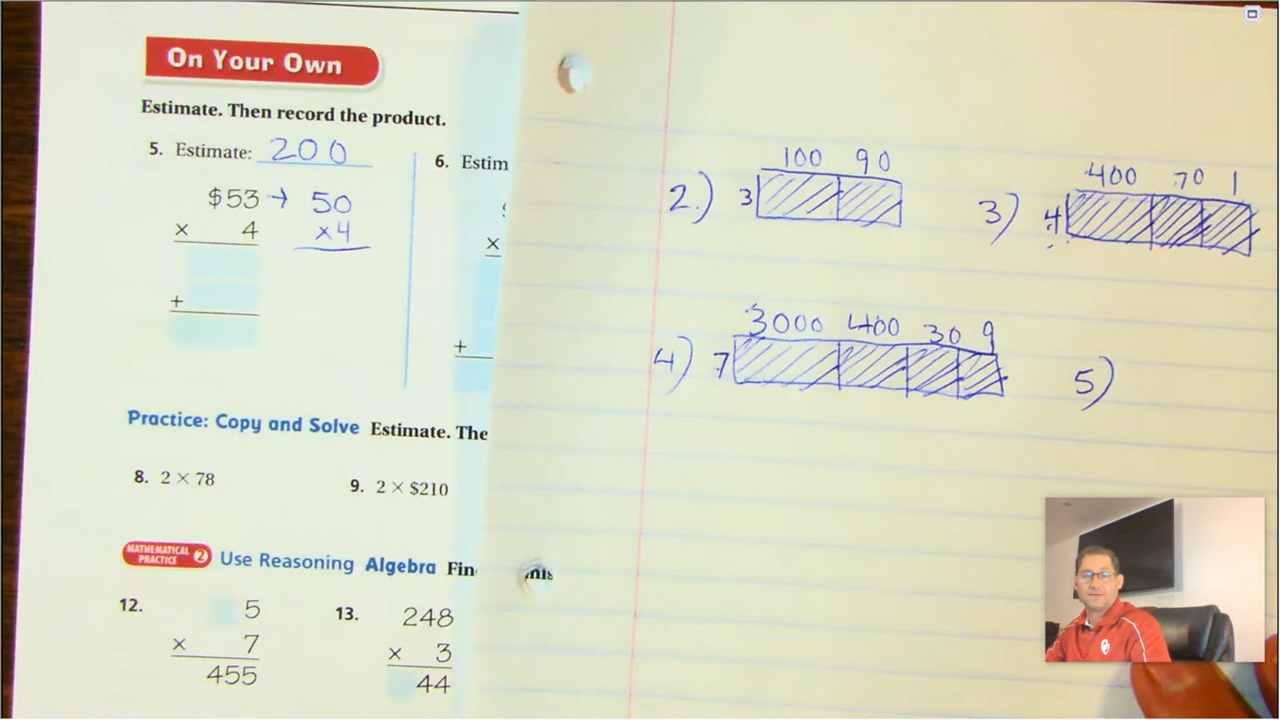 On Your Own
Estimate. Then record the product.
5. Estimate: 200
$53 → 50
× 4 ×4
+
6. Estim
×
+
Practice: Copy and Solve Estimate. The
8. 2 × 78
9. 2 × $210
MATHEMATICAL PRACTICE 2 Use Reasoning Algebra Fin
12. 5
× 7
455
13. 248
× 3
44
100 90
2.) 3
400 70 1
3) 4
3000 400 30 9
4) 7
5)